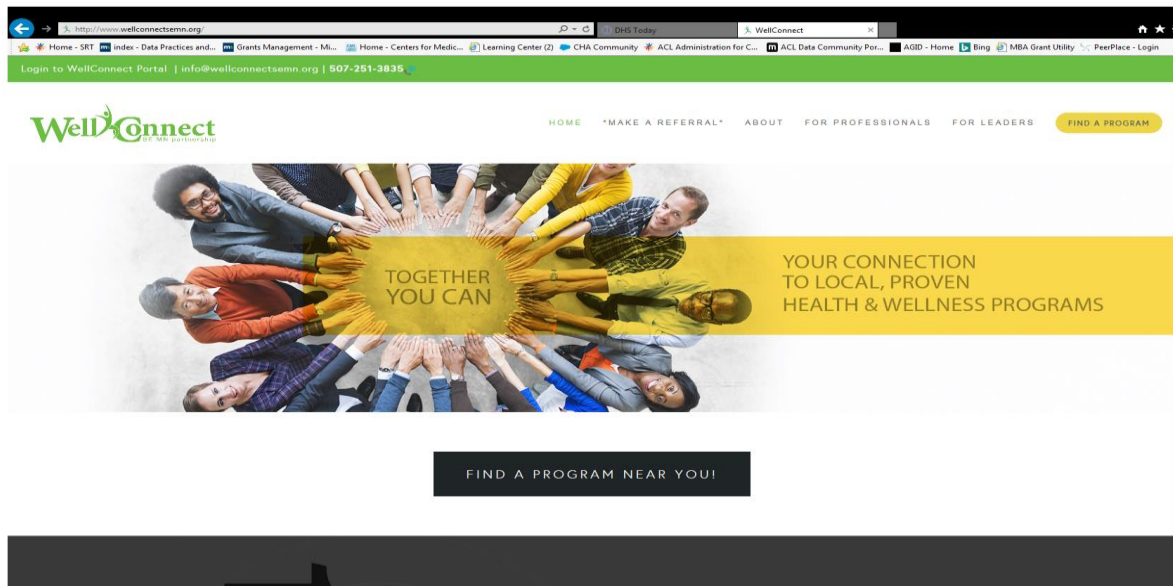 http://www.wellconnectsemn.org/
DHS Today
WellConnect
Home - SRT
index - Data Practices and...
Grants Management - Mi...
Home - Centers for Medic...
Learning Center (2)
CHA Community
ACL Administration for C...
ACL Data Community Por...
AGID - Home
Bing
MBA Grant Utility
PeerPlace - Login
Login to WellConnect Portal | info@wellconnectsemn.org | 507-251-3835
WellConnect
SE MN partnership
HOME
*MAKE A REFERRAL*
ABOUT
FOR PROFESSIONALS
FOR LEADERS
FIND A PROGRAM
TOGETHER
YOU CAN
YOUR CONNECTION
TO LOCAL, PROVEN
HEALTH & WELLNESS PROGRAMS
FIND A PROGRAM NEAR YOU!